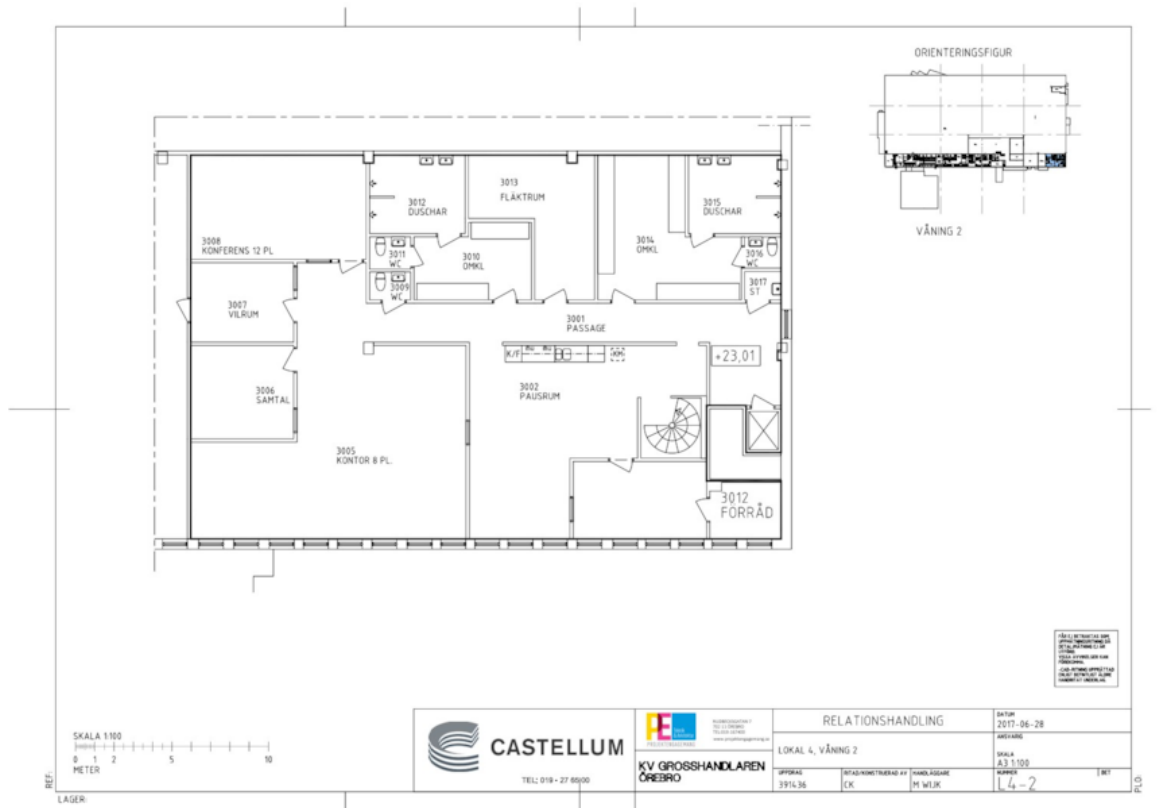 ORIENTERINGSFIGUR
VÅNING 2
3008
KONFERENS 12 PL
3012
DUSCHAR
3013
FLÄKTRUM
3015
DUSCHAR
3011
WC
3010
OMKL
3014
OMKL
3016
WC
3009
WC
3017
ST
3007
VILRUM
3001
PASSAGE
K/F
KM
+23,01
3006
SAMTAL
3002
PAUSRUM
3005
KONTOR 8 PL.
3012
FÖRRÅD
SKALA 1:100
0 1 2 5 10
METER
REF:
LAGER:
CASTELLUM
TEL: 019 - 27 65 00
PE
PROJEKTENGAGEMANG
KV GROSSHANDLAREN
ÖREBRO
RELATIONSHANDLING
LOKAL 4, VÅNING 2
UPPDRAG
391436
RITAD/KONSTRUERAD AV
CK
HANDLÄGGARE
M WIJK
DATUM
2017-06-28
ANSVARIG
SKALA
A3 1:100
NUMMER
L4-2
BET
PLO: